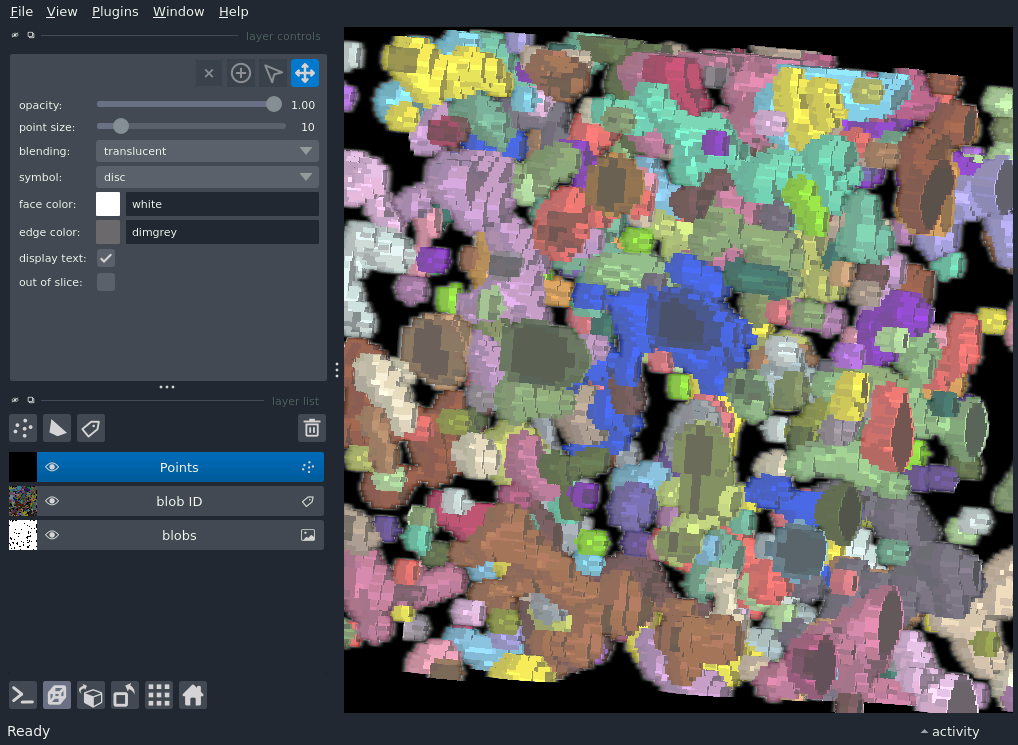 File View Plugins Window Help
layer controls
opacity: 1.00
point size: 10
blending: translucent
symbol: disc
face color: white
edge color: dimgrey
display text:
out of slice:
layer list
Points
blob ID
blobs
Ready
activity